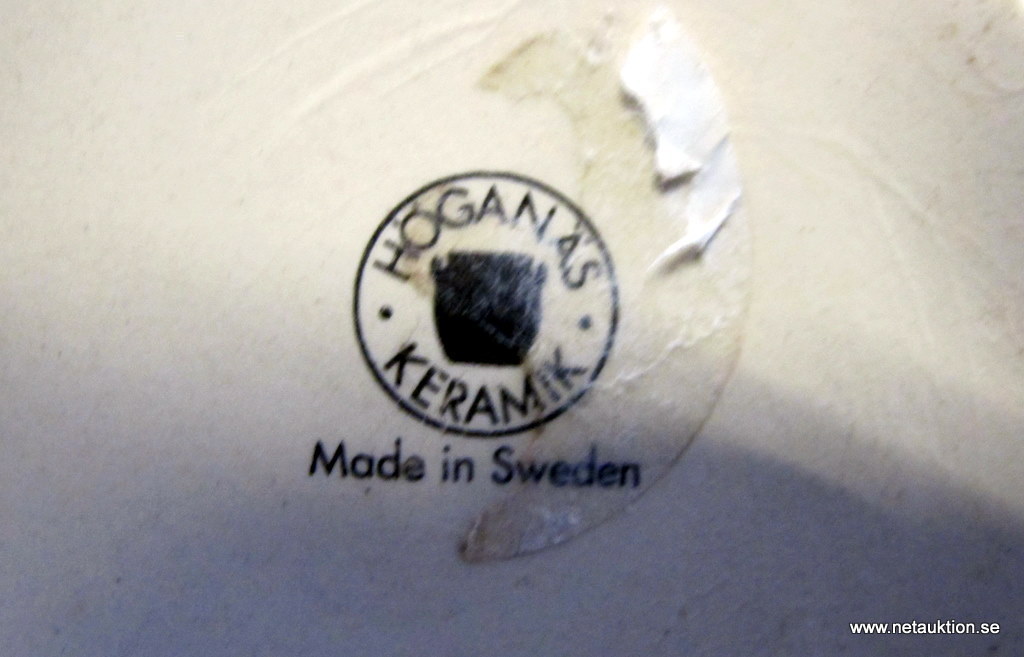 HÖGANÄS
KERAMIK
Made in Sweden
www.netauktion.se